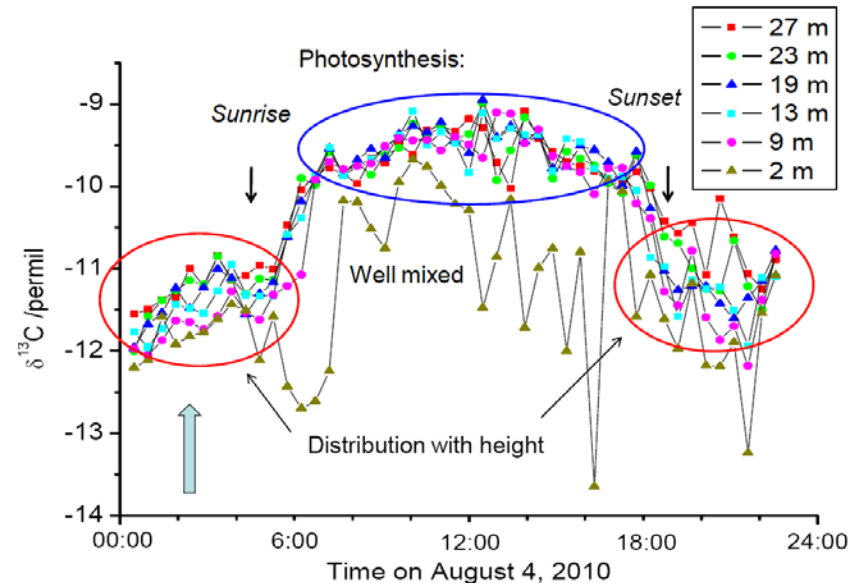 27 m
23 m
19 m
13 m
9 m
2 m
Photosynthesis:
Sunrise
Sunset
Well mixed
Distribution with height
δ¹³C /permil
-9
-10
-11
-12
-13
-14
00:00
6:00
12:00
18:00
24:00
Time on August 4, 2010